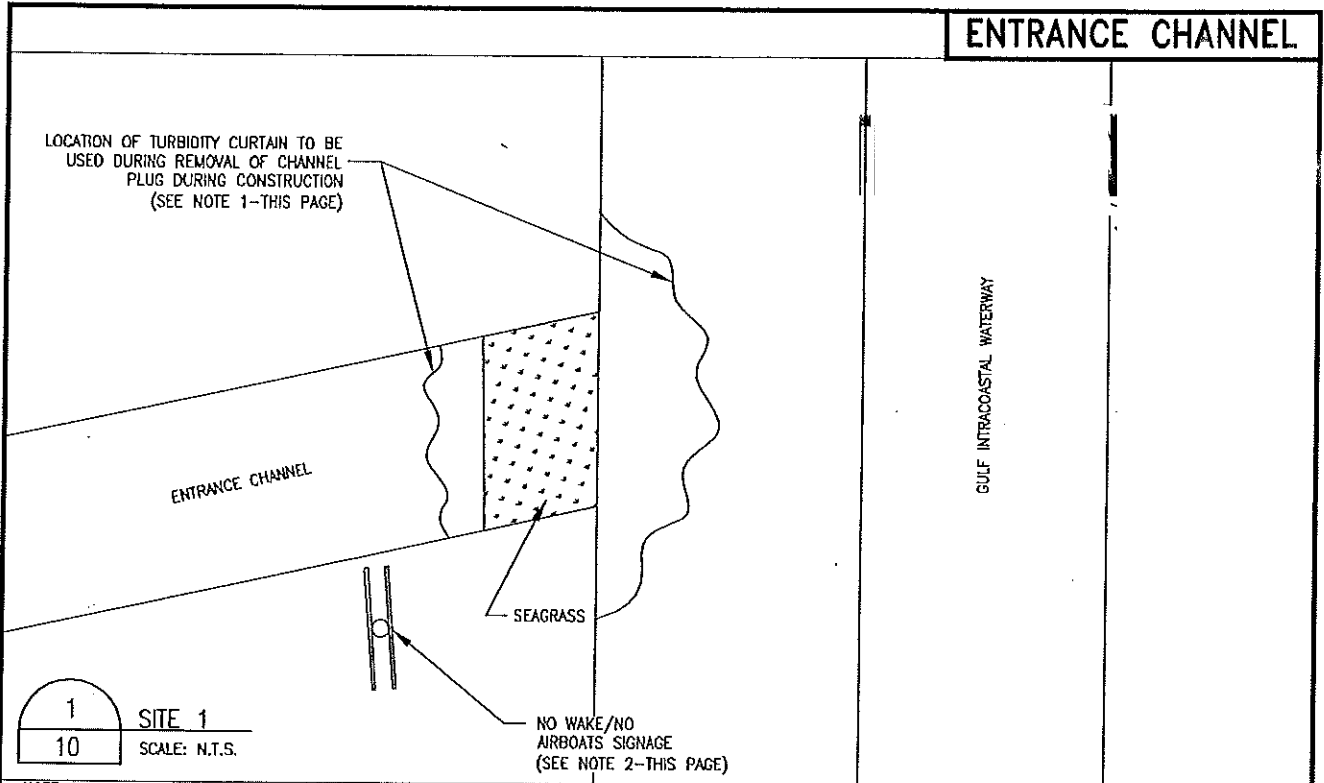 ENTRANCE CHANNEL
LOCATION OF TURBIDITY CURTAIN TO BE
USED DURING REMOVAL OF CHANNEL
PLUG DURING CONSTRUCTION
(SEE NOTE 1-THIS PAGE)
GULF INTRACOASTAL WATERWAY
ENTRANCE CHANNEL
SEAGRASS
NO WAKE/NO
AIRBOATS SIGNAGE
(SEE NOTE 2-THIS PAGE)
1
10
SITE 1
SCALE: N.T.S.